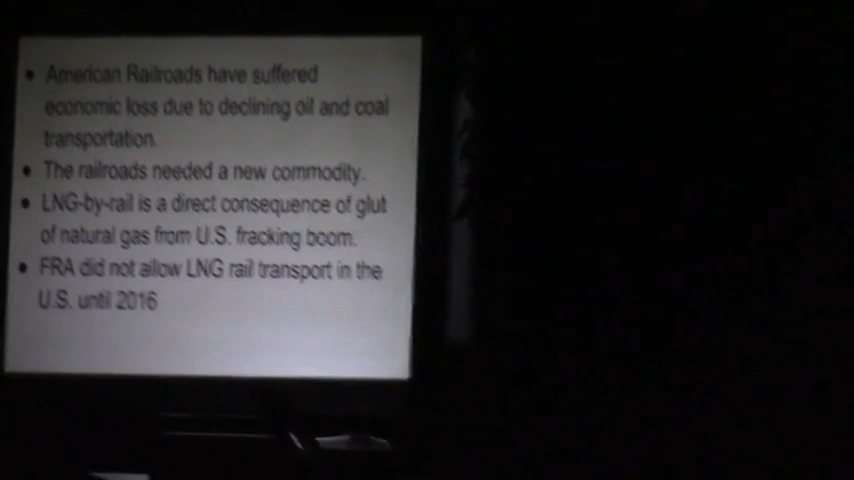 • American Railroads have suffered
economic loss due to declining oil and coal
transportation.
• The railroads needed a new commodity.
• LNG-by-rail is a direct consequence of glut
of natural gas from U.S. fracking boom.
• FRA did not allow LNG rail transport in the
U.S. until 2016